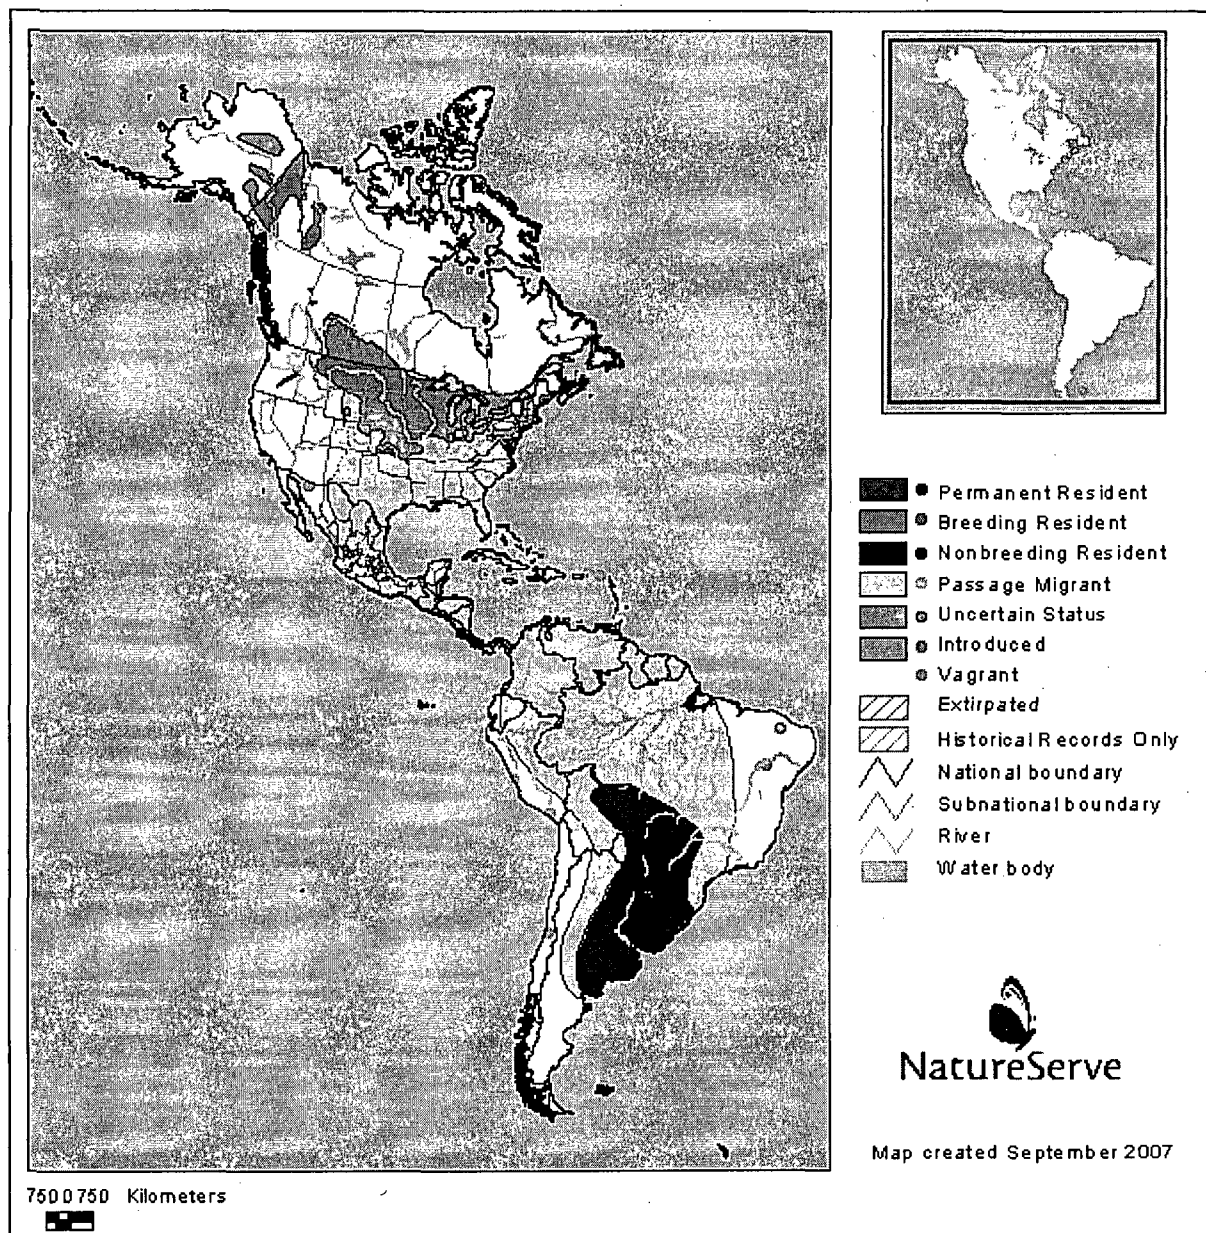 Permanent Resident
Breeding Resident
Nonbreeding Resident
Passage Migrant
Uncertain Status
Introduced
Vagrant
Extirpated
Historical Records Only
National boundary
Subnational boundary
River
Water body
NatureServe
Map created September 2007
750 0 750 Kilometers